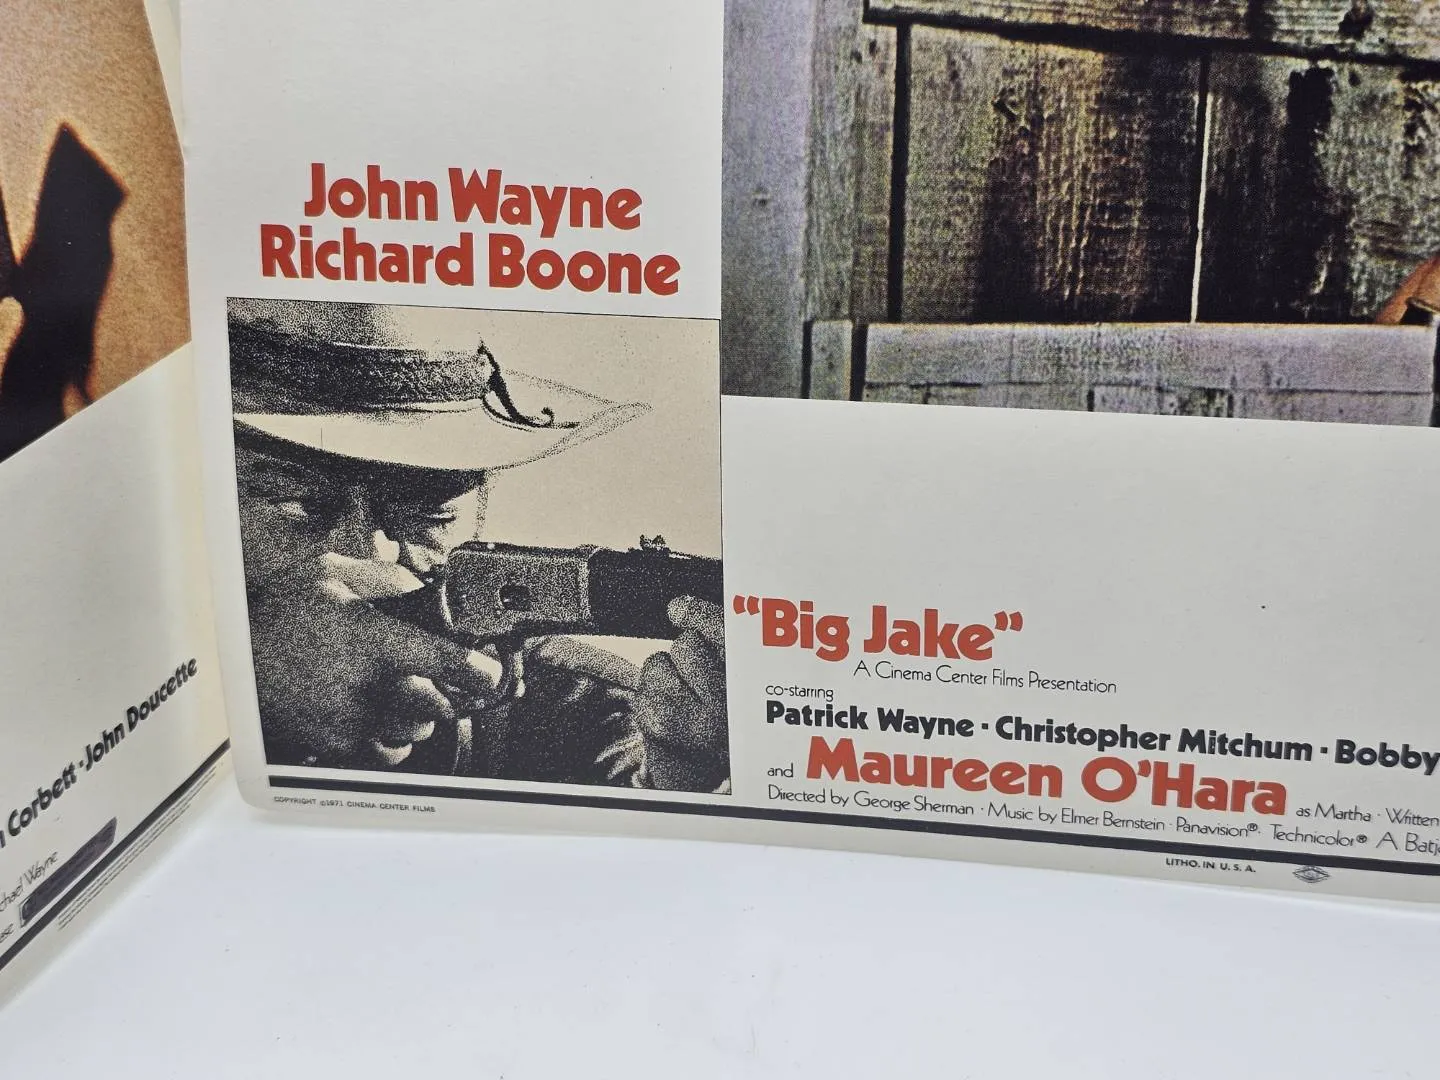 John Wayne
Richard Boone
"Big Jake"
A Cinema Center Films Presentation
co-starring
Patrick Wayne · Christopher Mitchum · Bobby
and Maureen O'Hara as Martha · Written
Directed by George Sherman · Music by Elmer Bernstein · Panavision®. Technicolor® A Batj
COPYRIGHT ©1971 CINEMA CENTER FILMS
LITHO. IN U. S. A.
Corbett · John Doucette
Wayne